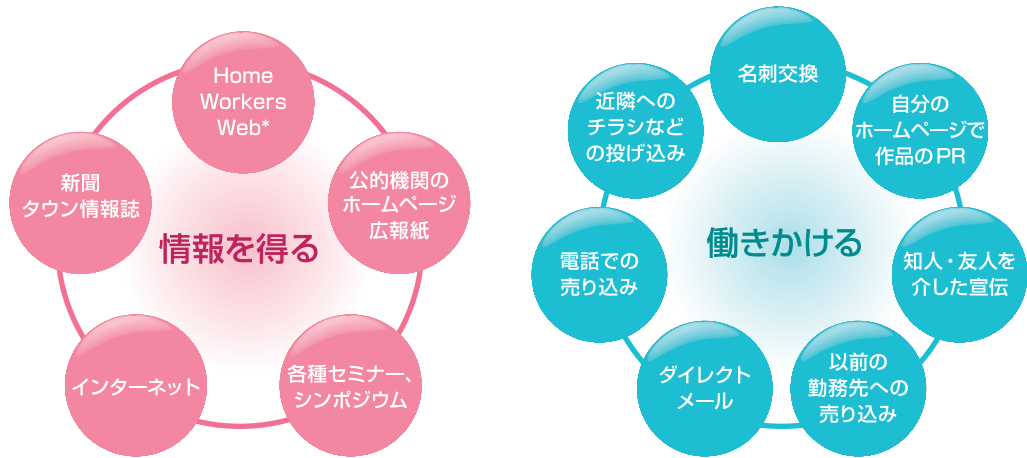 Home
Workers
Web*
公的機関の
ホームページ
広報紙
各種セミナー、
シンポジウム
インターネット
新聞
タウン情報誌
情報を得る
名刺交換
自分の
ホームページで
作品のPR
知人・友人を
介した宣伝
以前の
勤務先への
売り込み
ダイレクト
メール
電話での
売り込み
近隣への
チラシなど
の投げ込み
働きかける